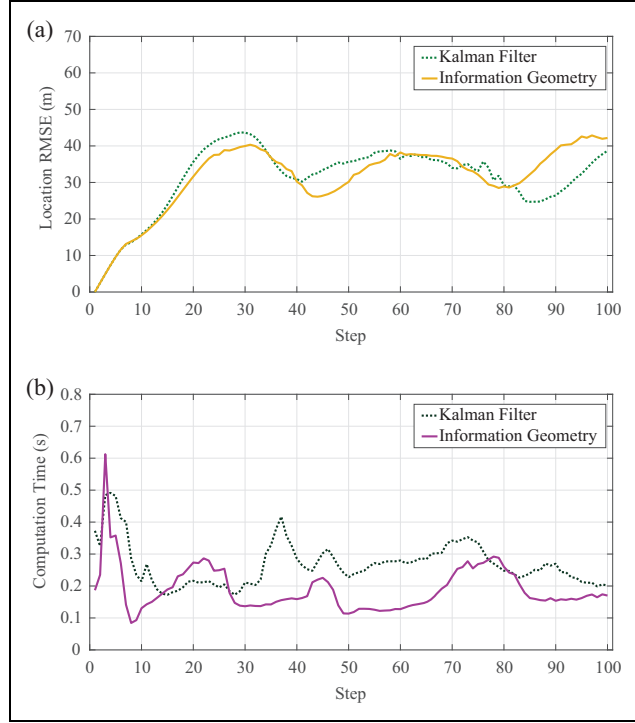 (a)
70
60
50
40
30
20
10
0
Location RMSE (m)
Kalman Filter
Information Geometry
0 10 20 30 40 50 60 70 80 90 100
Step
(b)
0.8
0.7
0.6
0.5
0.4
0.3
0.2
0.1
0
Computation Time (s)
Kalman Filter
Information Geometry
0 10 20 30 40 50 60 70 80 90 100
Step